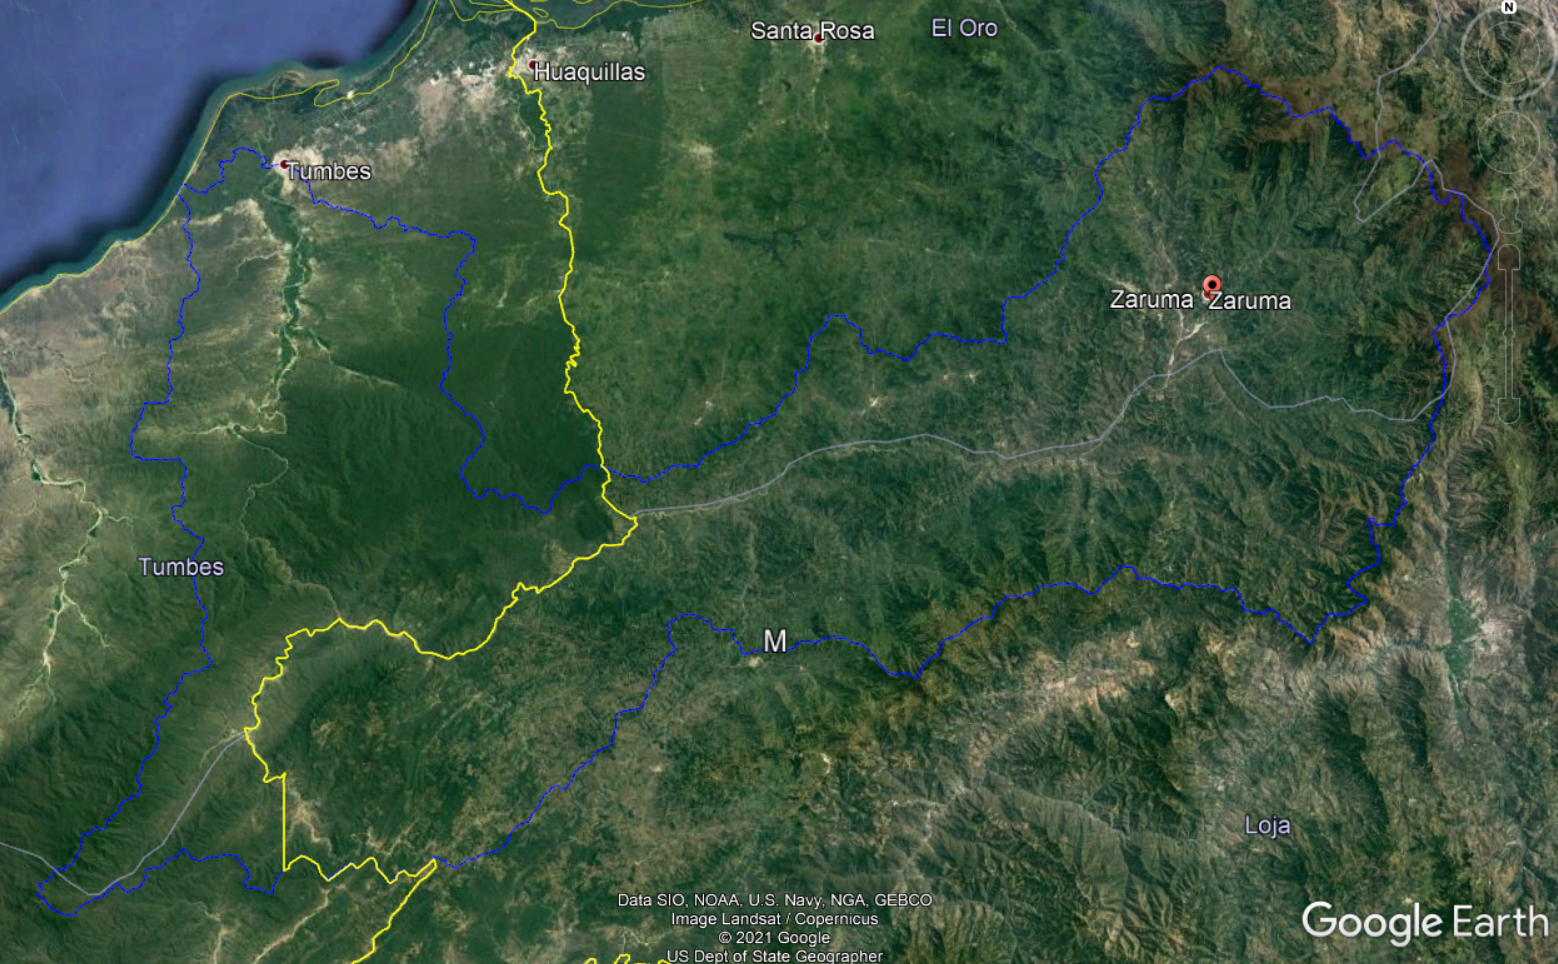 N
Santa Rosa
El Oro
Huaquillas
Tumbes
Zaruma
Zaruma
Tumbes
M
Loja
Data SIO, NOAA, U.S. Navy, NGA, GEBCO
Image Landsat / Copernicus
© 2021 Google
US Dept of State Geographer
Google Earth